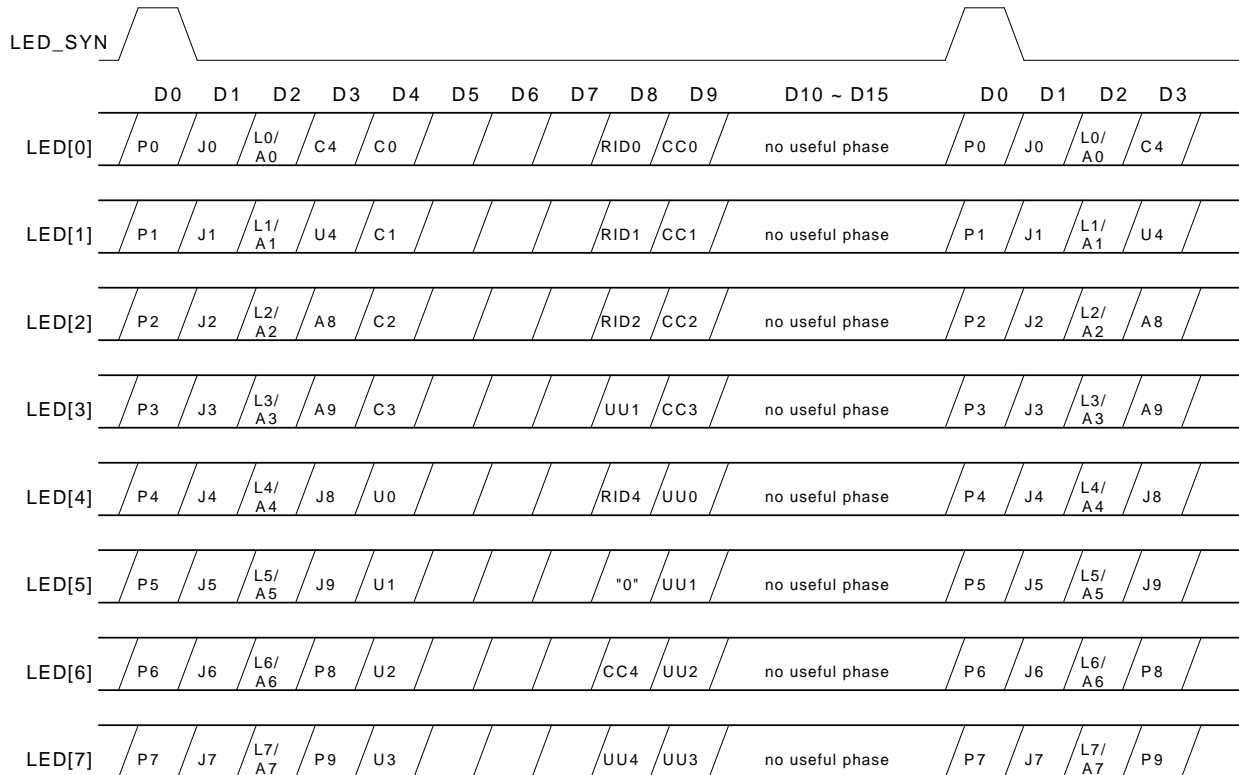 LED_SYN
D0 D1 D2 D3 D4 D5 D6 D7 D8 D9 D10 ~ D15 D0 D1 D2 D3
LED[0] P0 J0 L0/A0 C4 C0 RID0 CC0 no useful phase P0 J0 L0/A0 C4
LED[1] P1 J1 L1/A1 U4 C1 RID1 CC1 no useful phase P1 J1 L1/A1 U4
LED[2] P2 J2 L2/A2 A8 C2 RID2 CC2 no useful phase P2 J2 L2/A2 A8
LED[3] P3 J3 L3/A3 A9 C3 UU1 CC3 no useful phase P3 J3 L3/A3 A9
LED[4] P4 J4 L4/A4 J8 U0 RID4 UU0 no useful phase P4 J4 L4/A4 J8
LED[5] P5 J5 L5/A5 J9 U1 "0" UU1 no useful phase P5 J5 L5/A5 J9
LED[6] P6 J6 L6/A6 P8 U2 CC4 UU2 no useful phase P6 J6 L6/A6 P8
LED[7] P7 J7 L7/A7 P9 U3 UU4 UU3 no useful phase P7 J7 L7/A7 P9